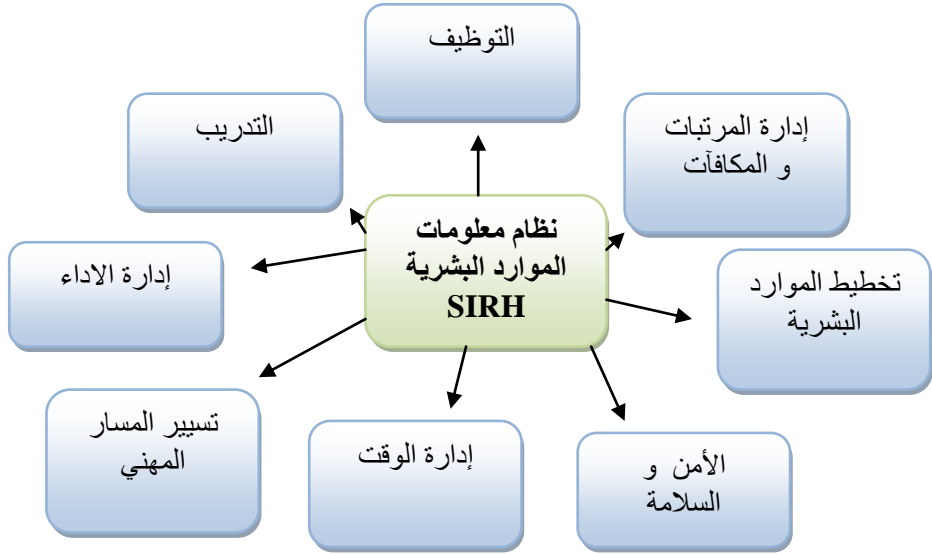 التوظيف
إدارة المرتبات
و المكافآت
التدريب
نظام معلومات
الموارد البشرية
SIRH
إدارة الاداء
تخطيط الموارد
البشرية
تسيير المسار
المهني
إدارة الوقت
الأمن و
السلامة